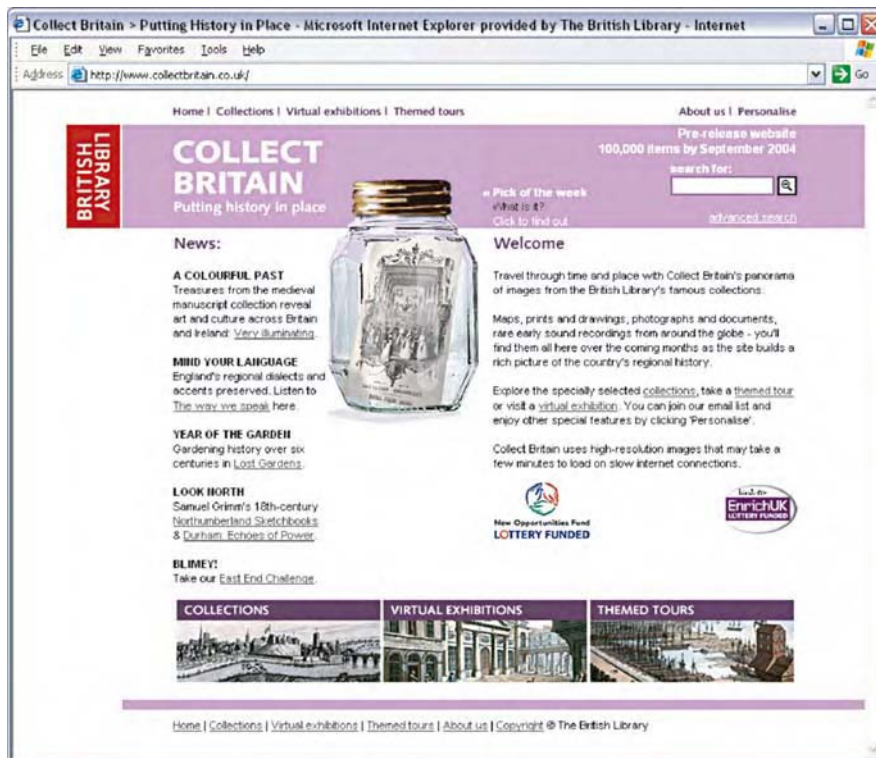 Collect Britain > Putting History in Place - Microsoft Internet Explorer provided by The British Library - Internet
File Edit View Favorites Tools Help
Address http://www.collectbritain.co.uk/ Go
Home | Collections | Virtual exhibitions | Themed tours
About us | Personalise
BRITISH
LIBRARY
COLLECT
BRITAIN
Putting history in place
Pre-release website
100,000 items by September 2004
search for:
advanced search
Pick of the week
What is it?
Click to find out
News:
A COLOURFUL PAST
Treasures from the medieval
manuscript collection reveal
art and culture across Britain
and Ireland: Very illuminating.
MIND YOUR LANGUAGE
England's regional dialects and
accents preserved. Listen to
The way we speak here.
YEAR OF THE GARDEN
Gardening history over six
centuries in Lost Gardens.
LOOK NORTH
Samuel Grimm's 18th-century
Northumberland Sketchbooks
& Durham: Echoes of Power.
BLIMEY!
Take our East End Challenge.
Welcome
Travel through time and place with Collect Britain's panorama
of images from the British Library's famous collections.
Maps, prints and drawings, photographs and documents,
rare early sound recordings from around the globe - you'll
find them all here over the coming months as the site builds a
rich picture of the country's regional history.
Explore the specially selected collections, take a themed tour
or visit a virtual exhibition. You can join our email list and
enjoy other special features by clicking 'Personalise'.
Collect Britain uses high-resolution images that may take a
few minutes to load on slow internet connections.
New Opportunities Fund
LOTTERY FUNDED
EnrichUK
LOTTERY FUNDED
COLLECTIONS
VIRTUAL EXHIBITIONS
THEMED TOURS
Home | Collections | Virtual exhibitions | Themed tours | About us | Copyright © The British Library